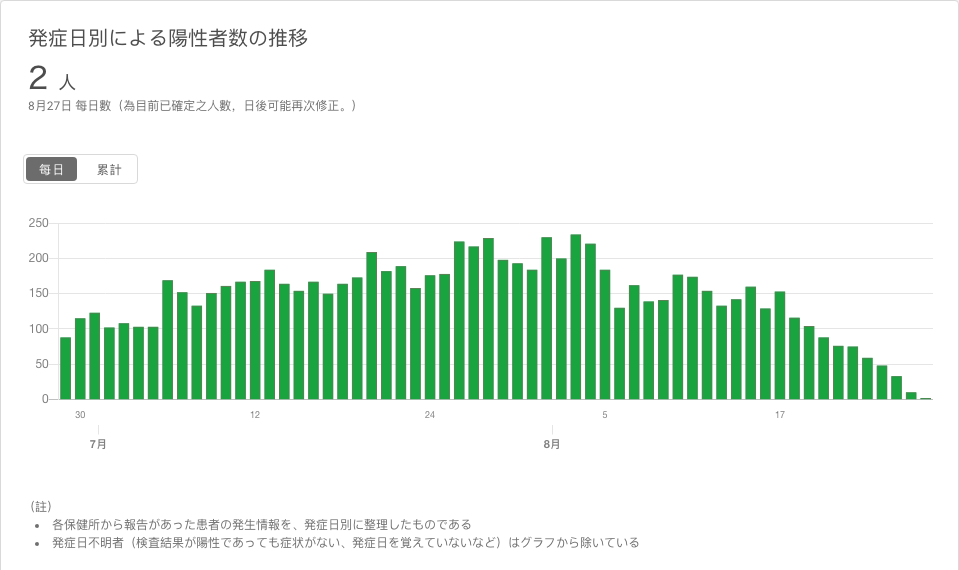 発症日別による陽性者数の推移
2 人
8月27日 每日數（為目前已確定之人數，日後可能再次修正。）
每日 累計
250
200
150
100
50
0
30 12 24 5 17
7月 8月
（註）
• 各保健所から報告があった患者の発生情報を、発症日別に整理したものである
• 発症日不明者（検査結果が陽性であっても症状がない、発症日を覚えていないなど）はグラフから除いている